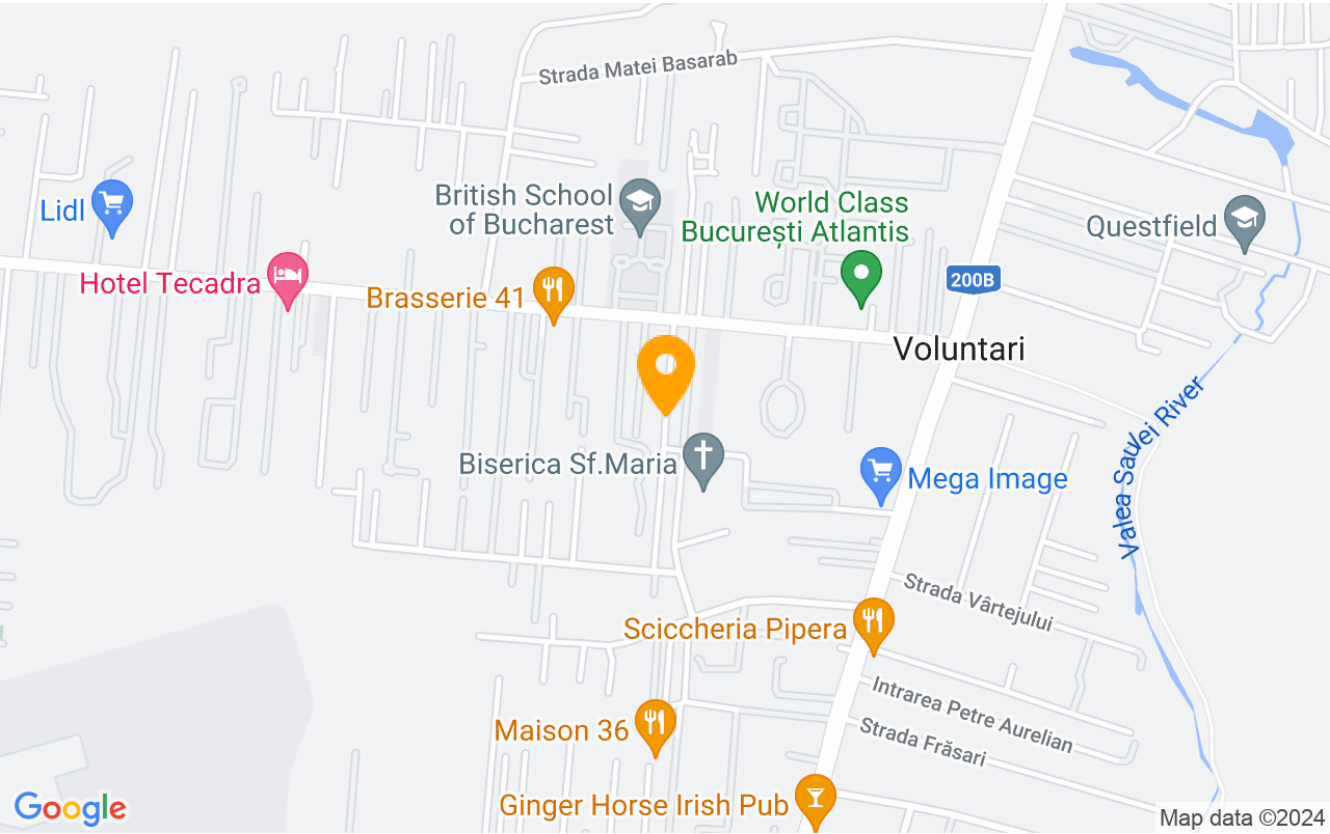 Strada Matei Basarab
British School
of Bucharest
World Class
București Atlantis
Lidl
Questfield
Hotel Tecadra
Brasserie 41
200B
Voluntari
Valea Saulei River
Biserica Sf.Maria
Mega Image
Strada Vârtejului
Sciccheria Pipera
Intrarea Petre Aurelian
Maison 36
Strada Frăsari
Ginger Horse Irish Pub
Google
Map data ©2024